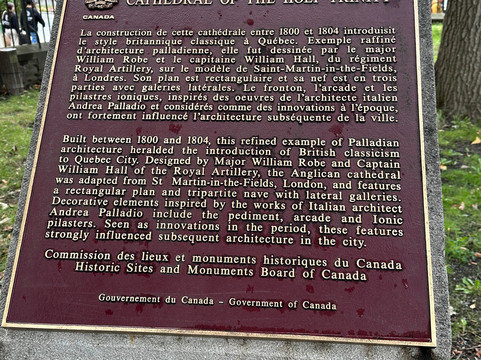 CANADA
CATHEDRAL OF THE HOLY TRINITY
La construction de cette cathédrale entre 1800 et 1804 introduisit
le style britannique classique à Québec. Exemple raffiné
d'architecture palladienne, elle fut dessinée par le major
William Robe et le capitaine William Hall, du régiment
Royal Artillery, sur le modèle de Saint-Martin-in-the-Fields,
à Londres. Son plan est rectangulaire et sa nef est en trois
parties avec galeries latérales. Le fronton, l'arcade et les
pilastres ioniques, inspirés des oeuvres de l'architecte italien
Andrea Palladio et considérés comme des innovations à l'époque,
ont fortement influencé l'architecture subséquente de la ville.
Built between 1800 and 1804, this refined example of Palladian
architecture heralded the introduction of British classicism
to Quebec City. Designed by Major William Robe and Captain
William Hall of the Royal Artillery, the Anglican cathedral
was adapted from St Martin-in-the-Fields, London, and features
a rectangular plan and tripartite nave with lateral galleries.
Decorative elements inspired by the works of Italian architect
Andrea Palladio include the pediment, arcade and Ionic
pilasters. Seen as innovations in the period, these features
strongly influenced subsequent architecture in the city.
Commission des lieux et monuments historiques du Canada
Historic Sites and Monuments Board of Canada
Gouvernement du Canada - Government of Canada